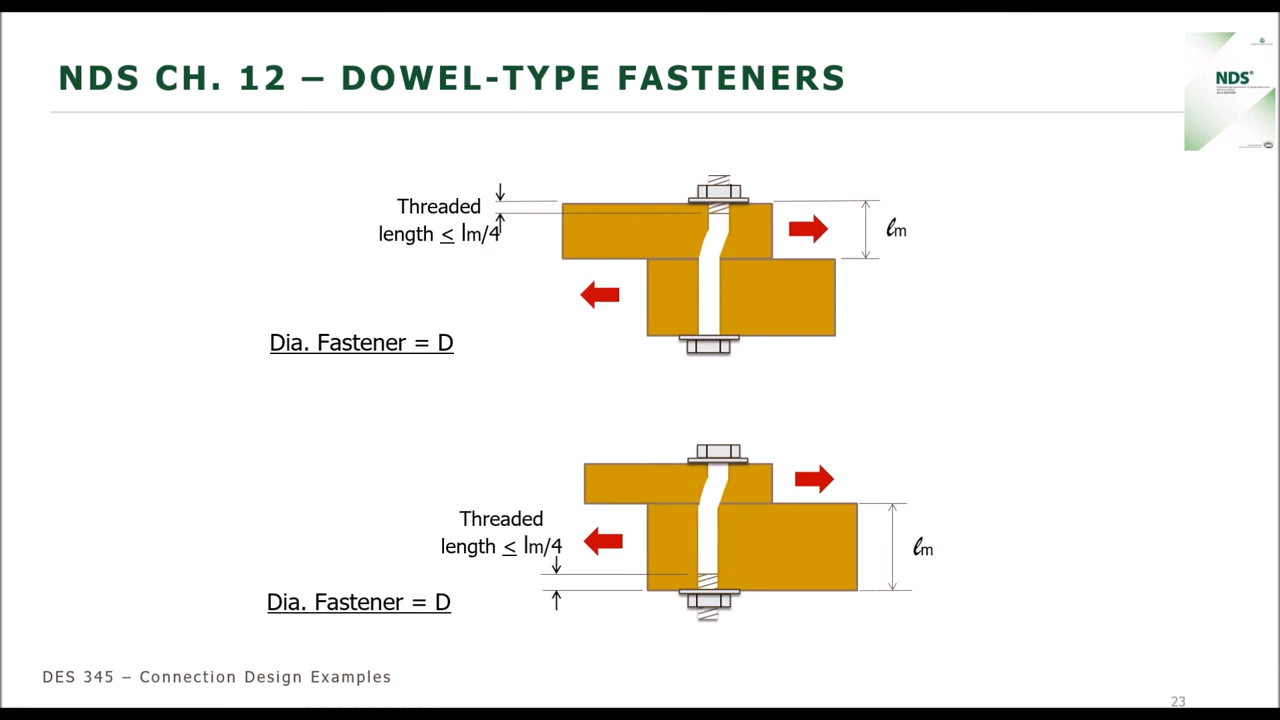 NDS CH. 12 – DOWEL-TYPE FASTENERS
NDS®
Threaded
length ≤ lm/4
ℓm
Dia. Fastener = D
Threaded
length ≤ lm/4
ℓm
Dia. Fastener = D
DES 345 – Connection Design Examples
23